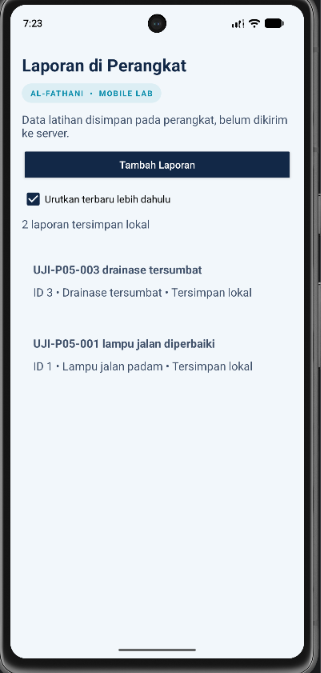 7:23
Laporan di Perangkat
AL-FATHANI • MOBILE LAB
Data latihan disimpan pada perangkat, belum dikirim
ke server.
Tambah Laporan
Urutkan terbaru lebih dahulu
2 laporan tersimpan lokal
UJI-P05-003 drainase tersumbat
ID 3 • Drainase tersumbat • Tersimpan lokal
UJI-P05-001 lampu jalan diperbaiki
ID 1 • Lampu jalan padam • Tersimpan lokal